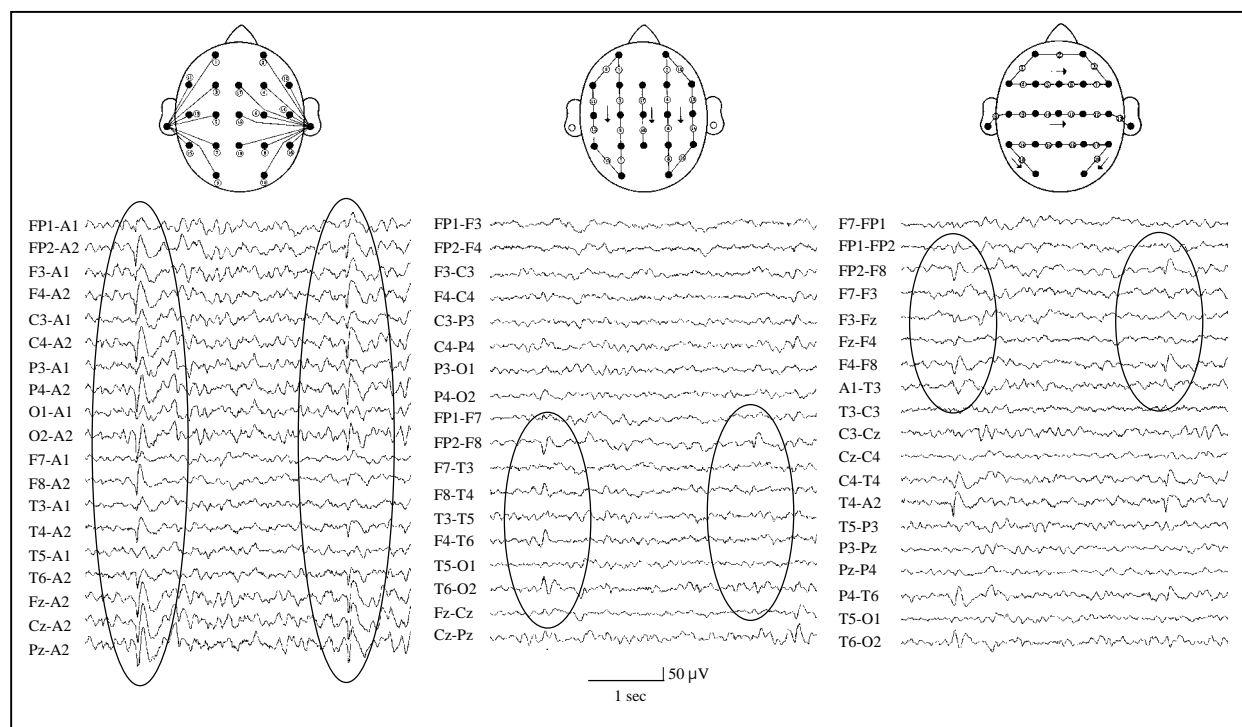 FP1-A1
FP2-A2
F3-A1
F4-A2
C3-A1
C4-A2
P3-A1
P4-A2
O1-A1
O2-A2
F7-A1
F8-A2
T3-A1
T4-A2
T5-A1
T6-A2
Fz-A2
Cz-A2
Pz-A2
FP1-F3
FP2-F4
F3-C3
F4-C4
C3-P3
C4-P4
P3-O1
P4-O2
FP1-F7
FP2-F8
F7-T3
F8-T4
T3-T5
F4-T6
T5-O1
T6-O2
Fz-Cz
Cz-Pz
F7-FP1
FP1-FP2
FP2-F8
F7-F3
F3-Fz
Fz-F4
F4-F8
A1-T3
T3-C3
C3-Cz
Cz-C4
C4-T4
T4-A2
T5-P3
P3-Pz
Pz-P4
P4-T6
T5-O1
T6-O2
50 µV
1 sec